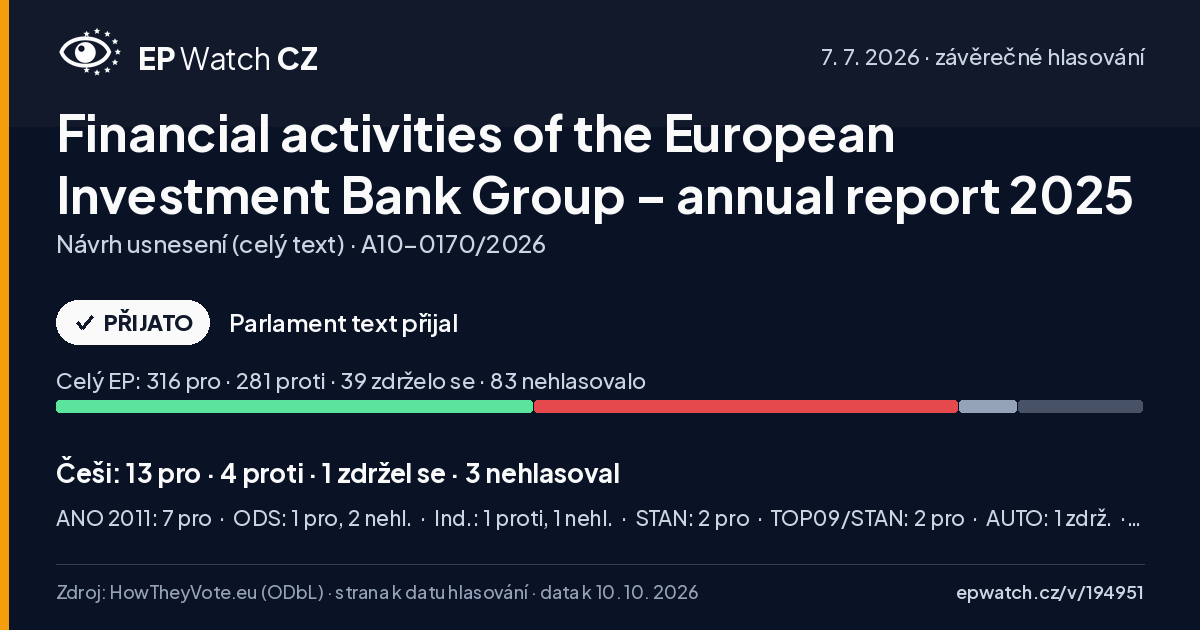 EP Watch CZ
7. 7. 2026 · závěrečné hlasování
Financial activities of the European
Investment Bank Group – annual report 2025
Návrh usnesení (celý text) · A10-0170/2026
✓ PŘIJATO
Parlament text přijal
Celý EP: 316 pro · 281 proti · 39 zdrželo se · 83 nehlasovalo
Češi: 13 pro · 4 proti · 1 zdržel se · 3 nehlasoval
ANO 2011: 7 pro · ODS: 1 pro, 2 nehl. · Ind.: 1 proti, 1 nehl. · STAN: 2 pro · TOP09/STAN: 2 pro · AUTO: 1 zdrž. ·…
Zdroj: HowTheyVote.eu (ODbL) · strana k datu hlasování · data k 10. 10. 2026
epwatch.cz/v/194951